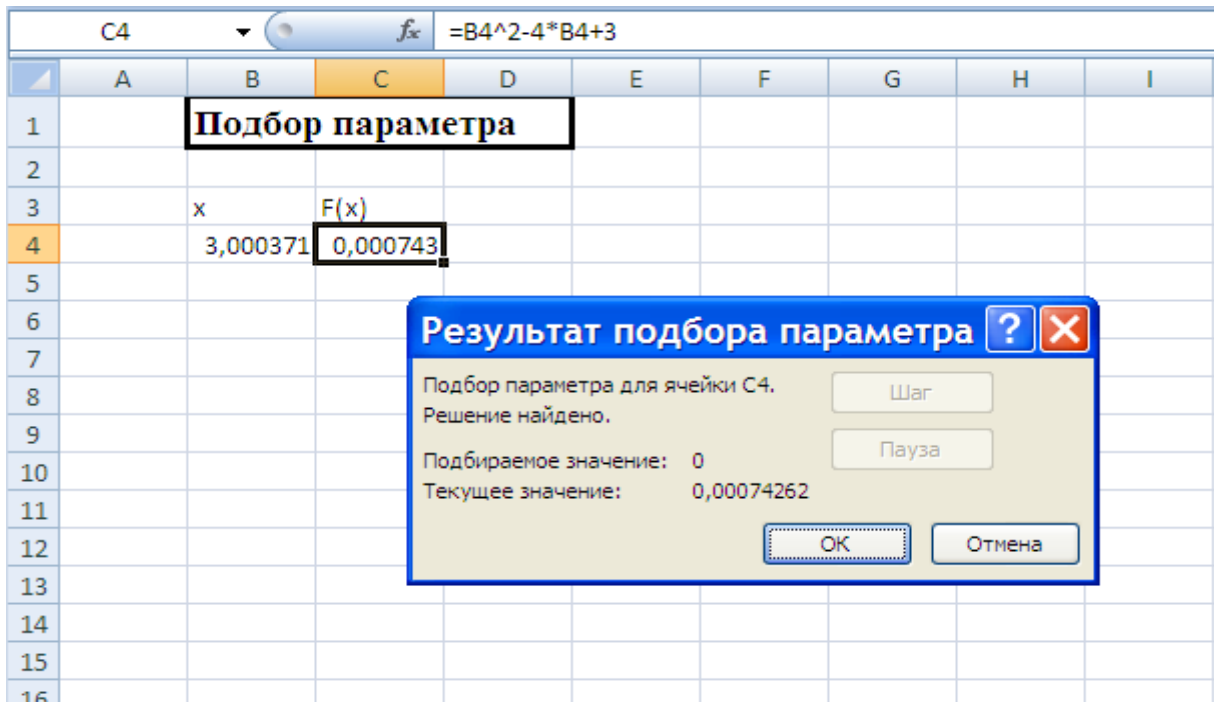 C4 fx =B4^2-4*B4+3
A B C D E F G H I
1 Подбор параметра
2
3 x F(x)
4 3,000371 0,000743
5
6
7
8
9
10
11
12
13
14
15
16
Результат подбора параметра ?
Подбор параметра для ячейки C4.
Решение найдено.
Подбираемое значение: 0
Текущее значение: 0,00074262
Шаг
Пауза
ОК Отмена